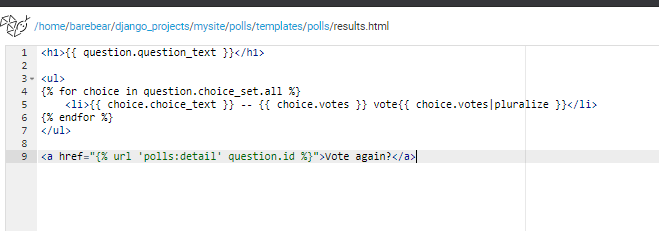 /home/barebear/django_projects/mysite/polls/templates/polls/results.html
1 <h1>{{ question.question_text }}</h1>
2
3 <ul>
4 {% for choice in question.choice_set.all %}
5     <li>{{ choice.choice_text }} -- {{ choice.votes }} vote{{ choice.votes|pluralize }}</li>
6 {% endfor %}
7 </ul>
8
9 <a href="{% url 'polls:detail' question.id %}">Vote again?</a>